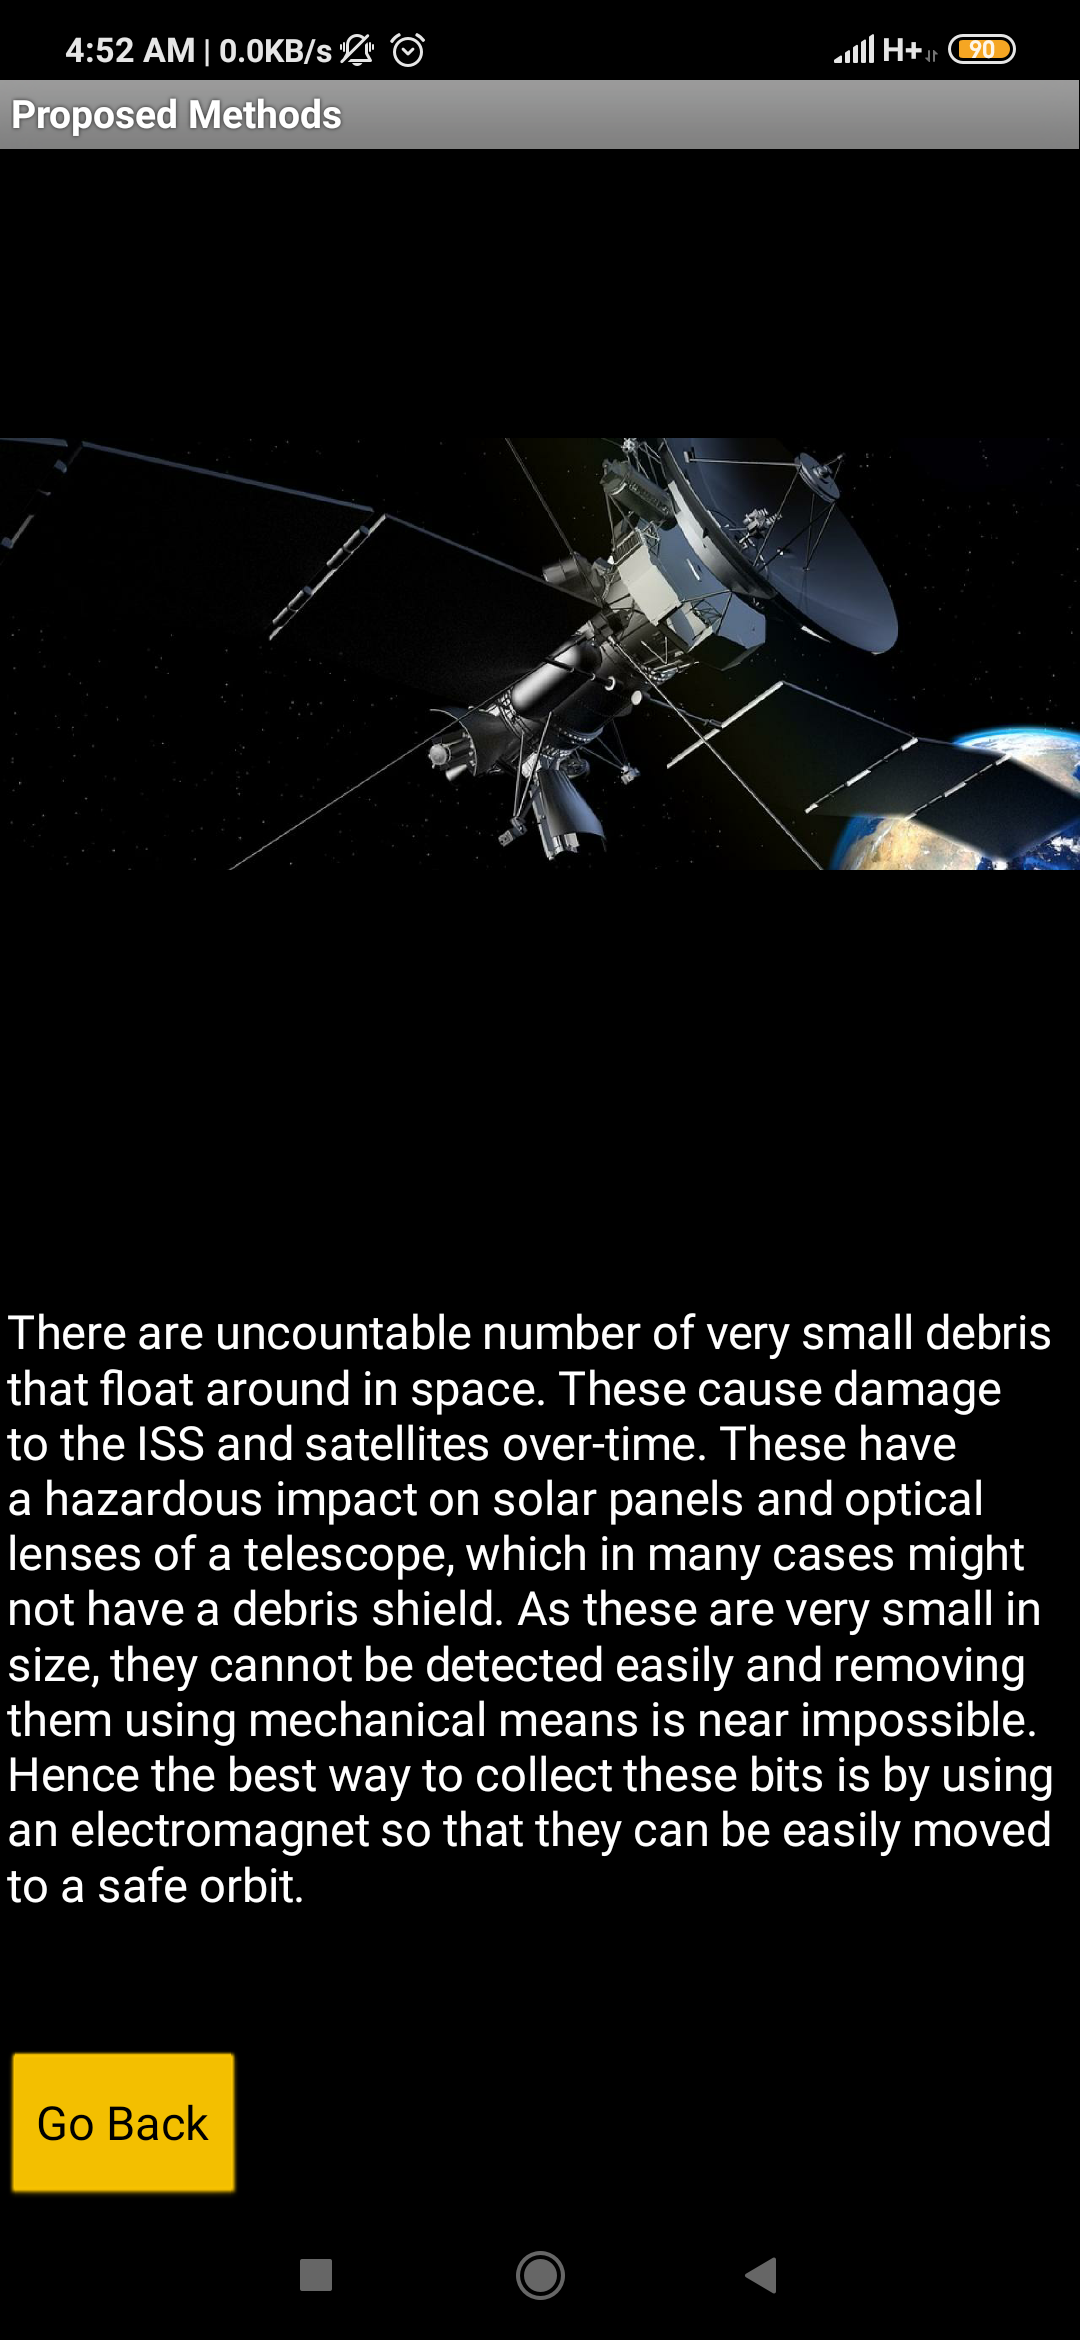 4:52 AM | 0.0KB/s H+ 90
Proposed Methods
There are uncountable number of very small debris
that float around in space. These cause damage
to the ISS and satellites over-time. These have
a hazardous impact on solar panels and optical
lenses of a telescope, which in many cases might
not have a debris shield. As these are very small in
size, they cannot be detected easily and removing
them using mechanical means is near impossible.
Hence the best way to collect these bits is by using
an electromagnet so that they can be easily moved
to a safe orbit.
Go Back